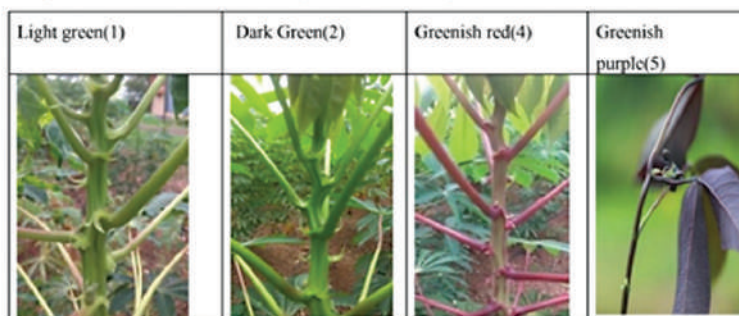 Light green(1)
Dark Green(2)
Greenish red(4)
Greenish
purple(5)